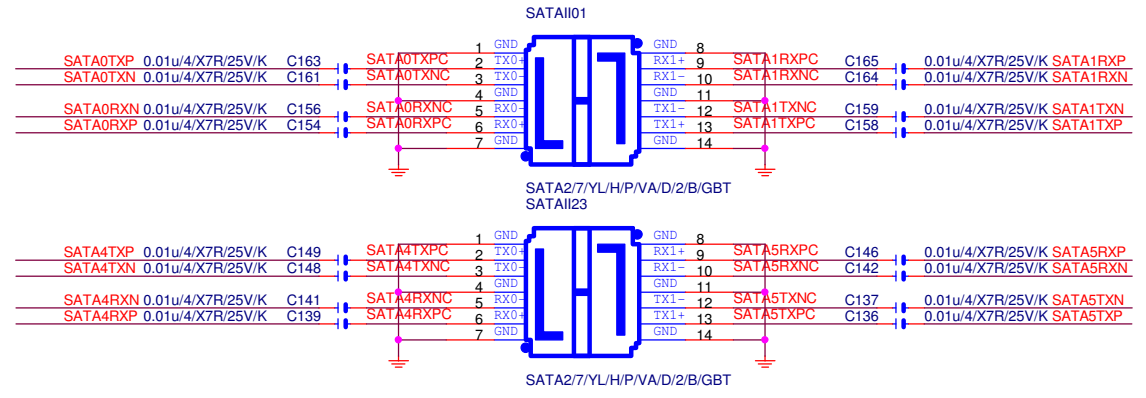 SATAII01
1 GND GND 8
SATA0TXP 0.01u/4/X7R/25V/K C163 SATA0TXPC 2 TX0+ RX1+ 9 SATA1RXPC C165 0.01u/4/X7R/25V/K SATA1RXP
SATA0TXN 0.01u/4/X7R/25V/K C161 SATA0TXNC 3 TX0- RX1- 10 SATA1RXNC C164 0.01u/4/X7R/25V/K SATA1RXN
4 GND GND 11
SATA0RXN 0.01u/4/X7R/25V/K C156 SATA0RXNC 5 RX0- TX1- 12 SATA1TXNC C159 0.01u/4/X7R/25V/K SATA1TXN
SATA0RXP 0.01u/4/X7R/25V/K C154 SATA0RXPC 6 RX0+ TX1+ 13 SATA1TXPC C158 0.01u/4/X7R/25V/K SATA1TXP
7 GND GND 14
SATA2/7/YL/H/P/VA/D/2/B/GBT
SATAII23
1 GND GND 8
SATA4TXP 0.01u/4/X7R/25V/K C149 SATA4TXPC 2 TX0+ RX1+ 9 SATA5RXPC C146 0.01u/4/X7R/25V/K SATA5RXP
SATA4TXN 0.01u/4/X7R/25V/K C148 SATA4TXNC 3 TX0- RX1- 10 SATA5RXNC C142 0.01u/4/X7R/25V/K SATA5RXN
4 GND GND 11
SATA4RXN 0.01u/4/X7R/25V/K C141 SATA4RXNC 5 RX0- TX1- 12 SATA5TXNC C137 0.01u/4/X7R/25V/K SATA5TXN
SATA4RXP 0.01u/4/X7R/25V/K C139 SATA4RXPC 6 RX0+ TX1+ 13 SATA5TXPC C136 0.01u/4/X7R/25V/K SATA5TXP
7 GND GND 14
SATA2/7/YL/H/P/VA/D/2/B/GBT